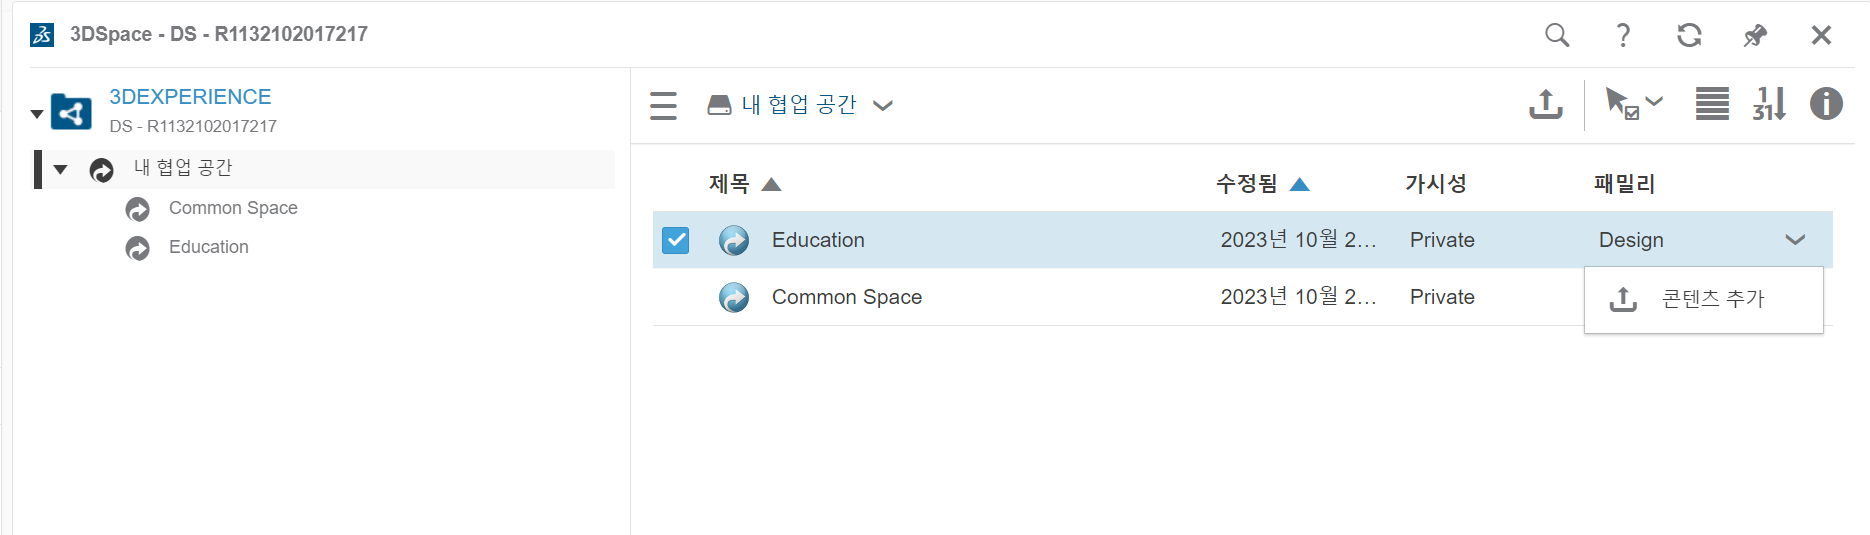 3DSpace - DS - R1132102017217
3DEXPERIENCE
DS - R1132102017217
내 협업 공간
Common Space
Education
내 협업 공간
제목 수정됨 가시성 패밀리
Education 2023년 10월 2... Private Design
Common Space 2023년 10월 2... Private
콘텐츠 추가